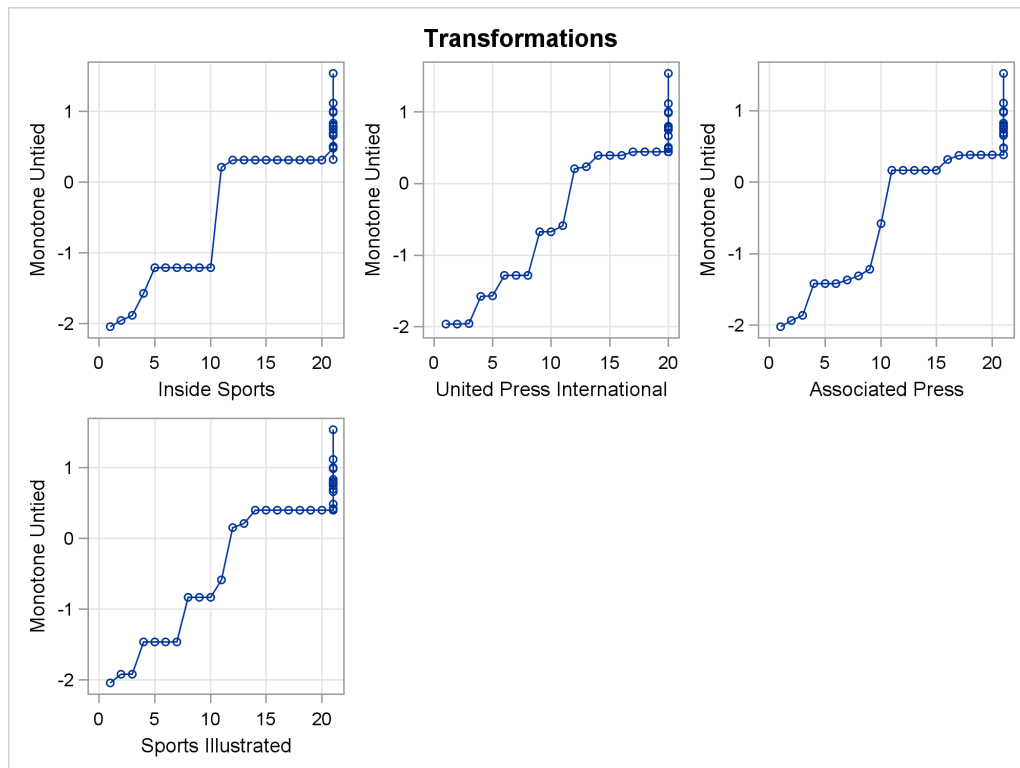 Transformations
Monotone Untied
1
0
-1
-2
0 5 10 15 20
Inside Sports
Monotone Untied
1
0
-1
-2
0 5 10 15 20
United Press International
Monotone Untied
1
0
-1
-2
0 5 10 15 20
Associated Press
Monotone Untied
1
0
-1
-2
0 5 10 15 20
Sports Illustrated